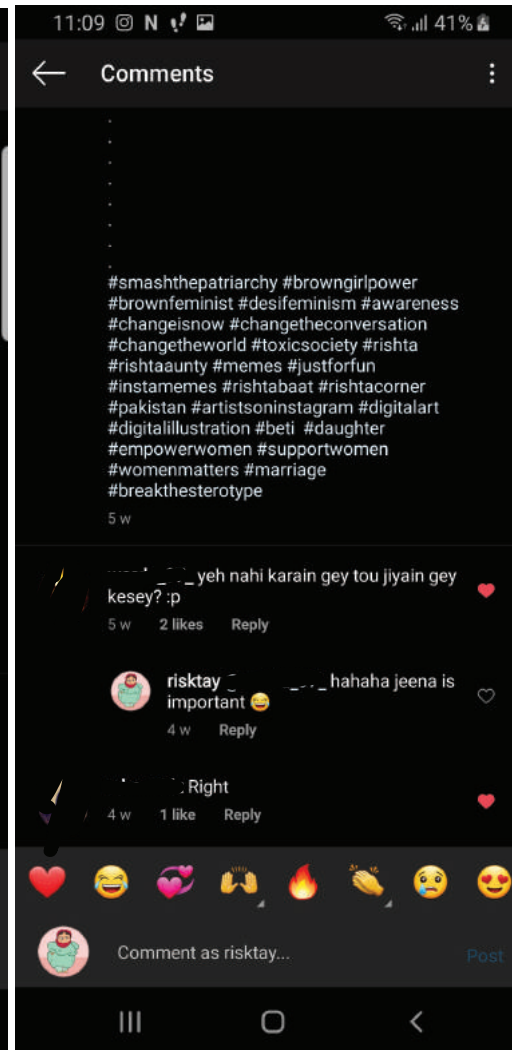 11:09 N 41%
Comments
.
.
.
.
.
.
.
.
#smashthepatriarchy #browngirlpower
#brownfeminist #desifeminism #awareness
#changeisnow #changetheconversation
#changetheworld #toxicsociety #rishta
#rishtaaunty #memes #justforfun
#instamemes #rishtabaat #rishtacorner
#pakistan #artistsoninstagram #digitalart
#digitalillustration #beti #daughter
#empowerwomen #supportwomen
#womenmatters #marriage
#breakthesterotype
5 w
yeh nahi karain gey tou jiyain gey
kesey? :p
5 w 2 likes Reply
risktay hahaha jeena is
important 😂
4 w Reply
Right
4 w 1 like Reply
❤️ 😂 💞 🙌 🔥 👏 😢 😍
Comment as risktay... Post